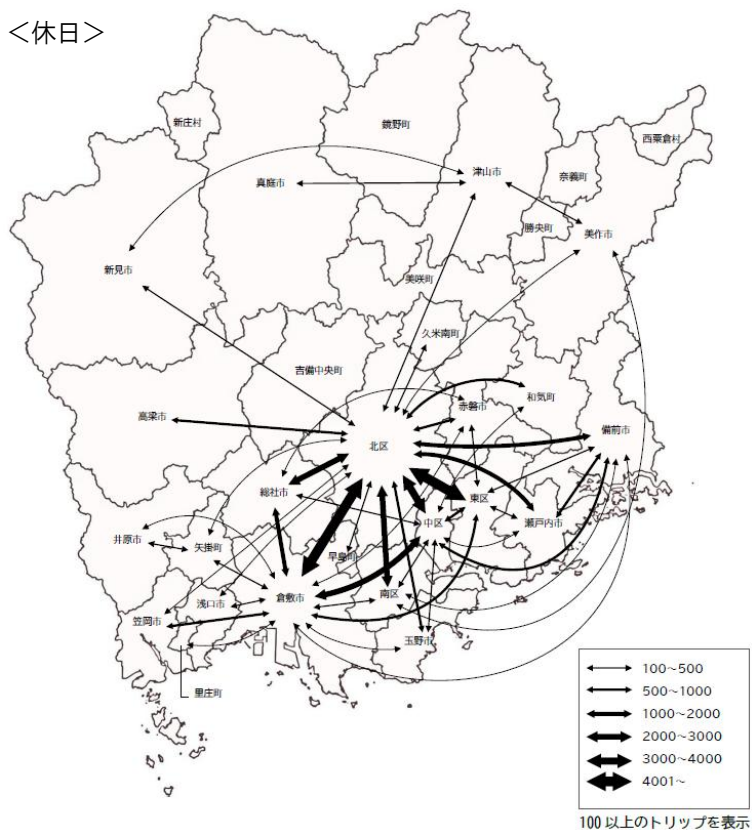 ＜休日＞
新庄村
鏡野町
西粟倉村
真庭市
津山市
奈義町
勝央町
美作市
新見市
美咲町
久米南町
吉備中央町
和気町
赤磐市
高梁市
備前市
北区
総社市
東区
中区
瀬戸内市
井原市
矢掛町
早島町
倉敷市
南区
浅口市
笠岡市
玉野市
里庄町
100～500
500～1000
1000～2000
2000～3000
3000～4000
4001～
100 以上のトリップを表示